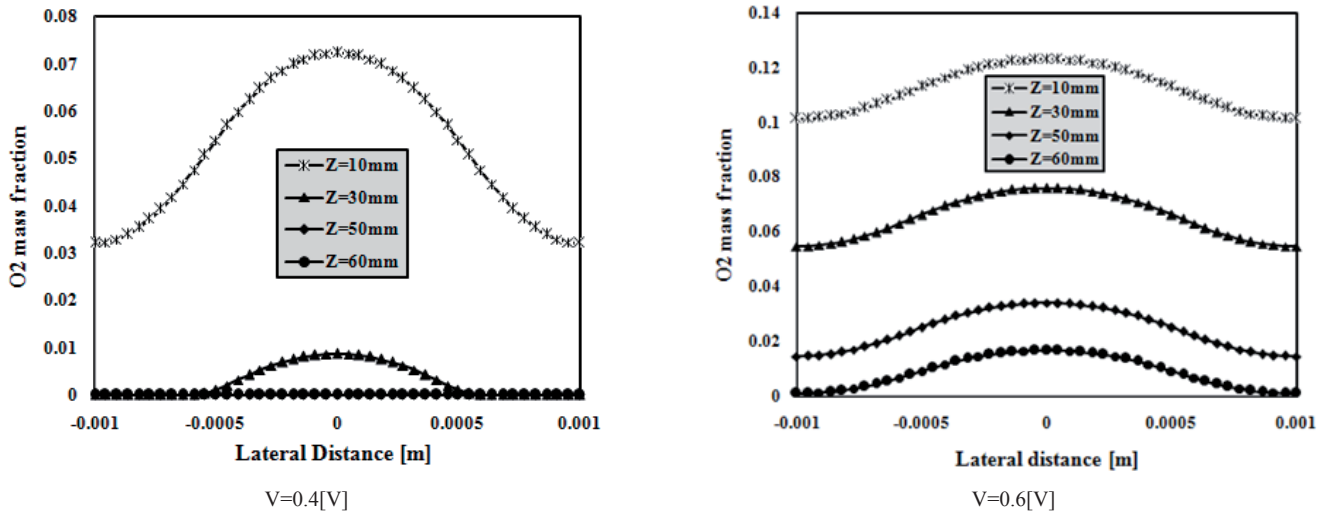 0.08
0.07
0.06
0.05
0.04
0.03
0.02
0.01
0
O2 mass fraction
Z=10mm
Z=30mm
Z=50mm
Z=60mm
-0.001 -0.0005 0 0.0005 0.001
Lateral Distance [m]
V=0.4[V]
0.14
0.12
0.1
0.08
0.06
0.04
0.02
0
O2 mass fraction
Z=10mm
Z=30mm
Z=50mm
Z=60mm
-0.001 -0.0005 0 0.0005 0.001
Lateral distance [m]
V=0.6[V]